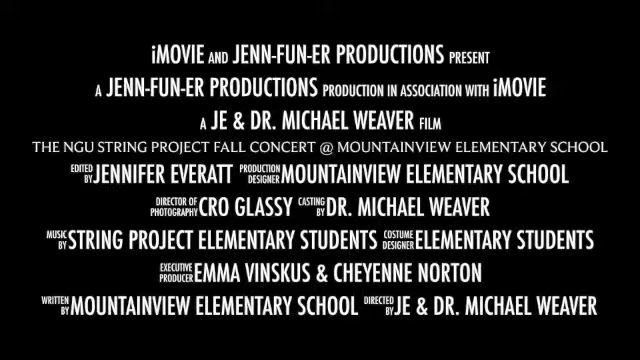 iMOVIE AND JENN-FUN-ER PRODUCTIONS PRESENT
A JENN-FUN-ER PRODUCTIONS PRODUCTION IN ASSOCIATION WITH iMOVIE
A JE & DR. MICHAEL WEAVER FILM
THE NGU STRING PROJECT FALL CONCERT @ MOUNTAINVIEW ELEMENTARY SCHOOL
EDITED BY JENNIFER EVERATT PRODUCTION DESIGNER MOUNTAINVIEW ELEMENTARY SCHOOL
DIRECTOR OF PHOTOGRAPHY CRO GLASSY CASTING BY DR. MICHAEL WEAVER
MUSIC BY STRING PROJECT ELEMENTARY STUDENTS COSTUME DESIGNER ELEMENTARY STUDENTS
EXECUTIVE PRODUCER EMMA VINSKUS & CHEYENNE NORTON
WRITTEN BY MOUNTAINVIEW ELEMENTARY SCHOOL DIRECTED BY JE & DR. MICHAEL WEAVER